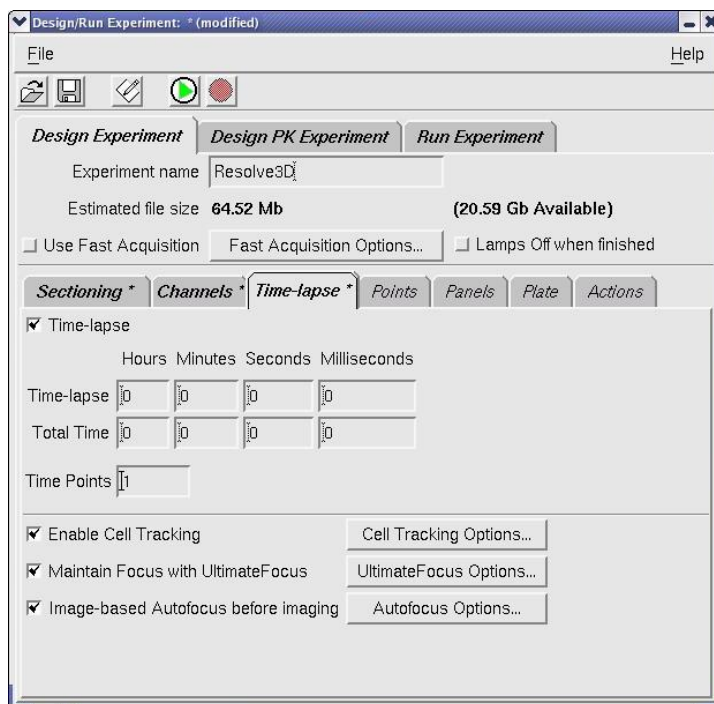 Design/Run Experiment: * (modified)
File Help
Design Experiment Design PK Experiment Run Experiment
Experiment name Resolve3D
Estimated file size 64.52 Mb (20.59 Gb Available)
Use Fast Acquisition Fast Acquisition Options... Lamps Off when finished
Sectioning * Channels * Time-lapse * Points Panels Plate Actions
Time-lapse
Hours Minutes Seconds Milliseconds
Time-lapse 0 0 0 0
Total Time 0 0 0 0
Time Points 1
Enable Cell Tracking Cell Tracking Options...
Maintain Focus with UltimateFocus UltimateFocus Options...
Image-based Autofocus before imaging Autofocus Options...